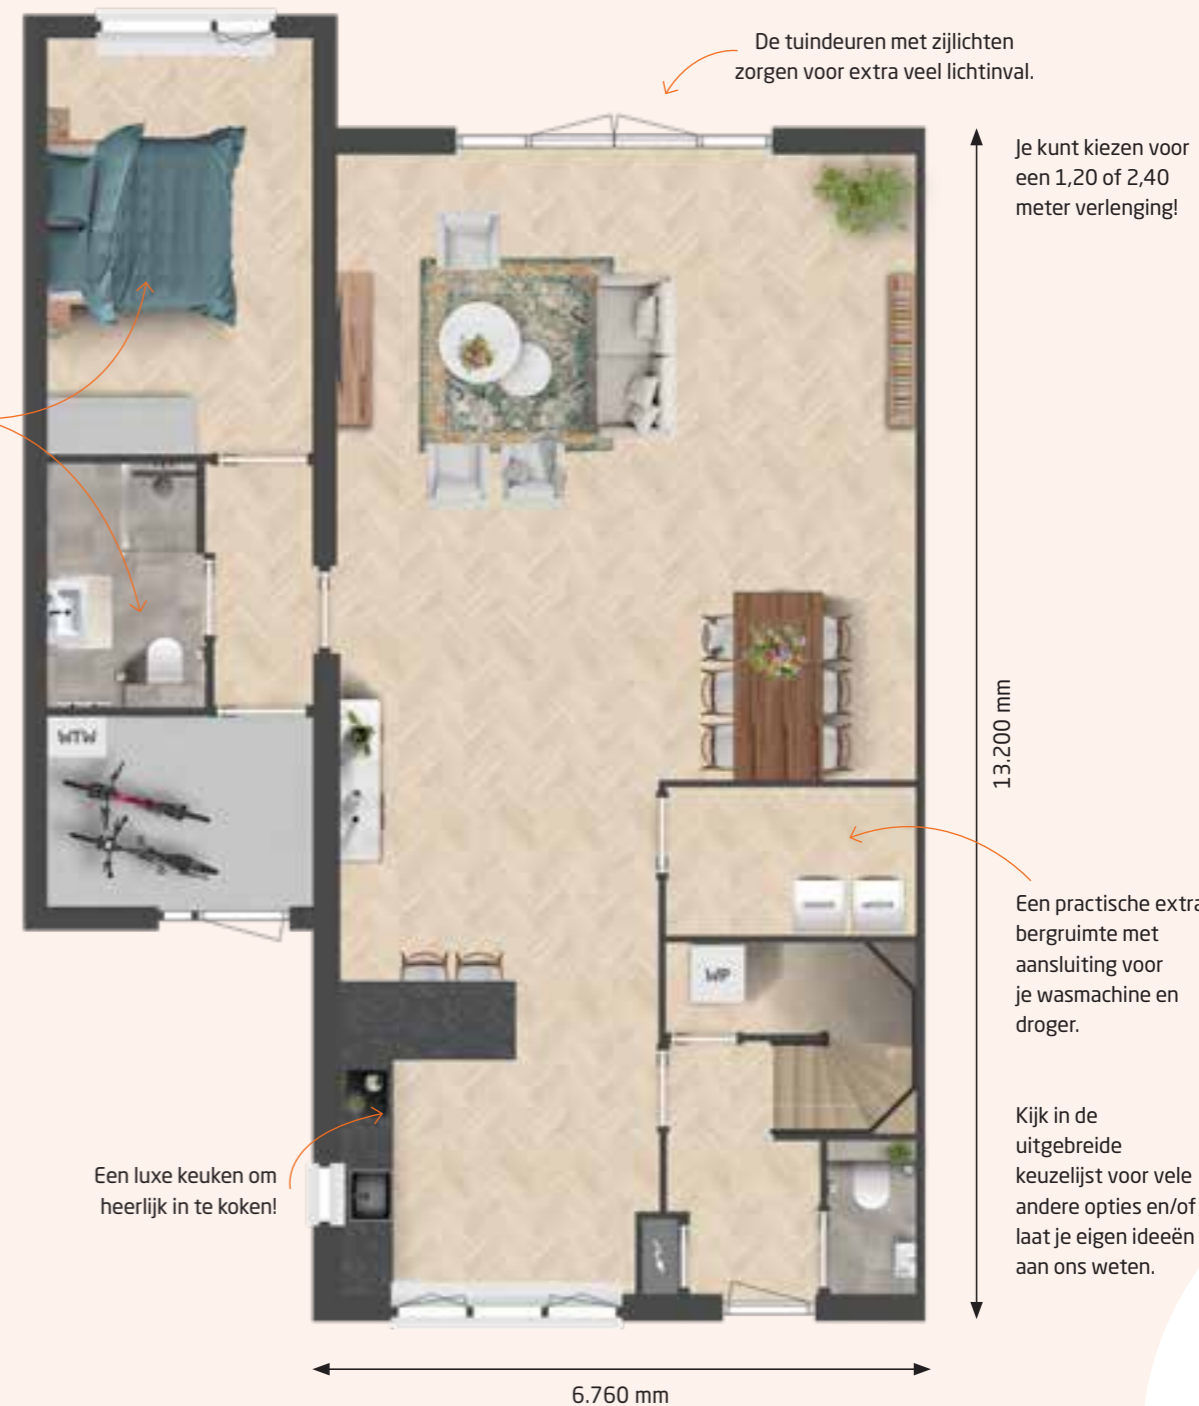 De tuindeuren met zijlichten
zorgen voor extra veel lichtinval.
Je kunt kiezen voor
een 1,20 of 2,40
meter verlenging!
WTW
13.200 mm
Een practische extra
bergruimte met
aansluiting voor
je wasmachine en
droger.
WP
Kijk in de
uitgebreide
keuzelijst voor vele
andere opties en/of
laat je eigen ideeën
aan ons weten.
Een luxe keuken om
heerlijk in te koken!
6.760 mm